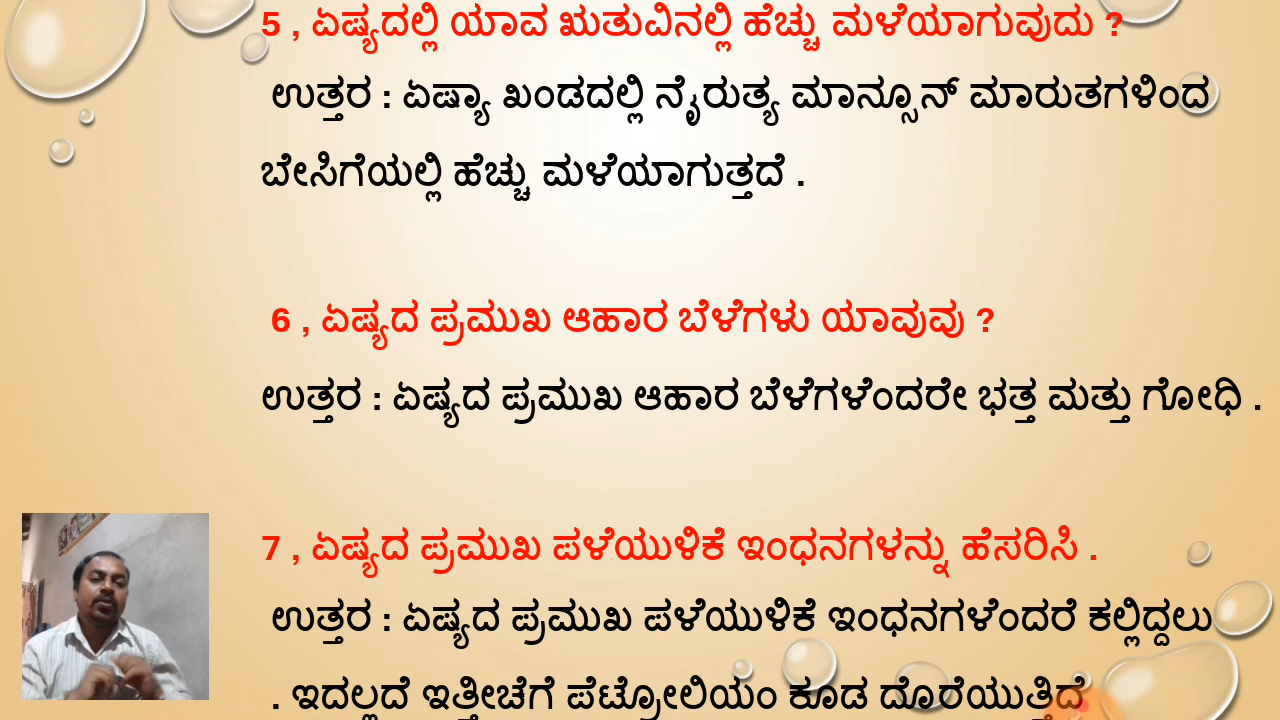 5 , ಏಷ್ಯದಲ್ಲಿ ಯಾವ ಋತುವಿನಲ್ಲಿ ಹೆಚ್ಚು ಮಳೆಯಾಗುವುದು ?
ಉತ್ತರ : ಏಷ್ಯಾ ಖಂಡದಲ್ಲಿ ನೈರುತ್ಯ ಮಾನ್ಸೂನ್ ಮಾರುತಗಳಿಂದ
ಬೇಸಿಗೆಯಲ್ಲಿ ಹೆಚ್ಚು ಮಳೆಯಾಗುತ್ತದೆ .
6 , ಏಷ್ಯದ ಪ್ರಮುಖ ಆಹಾರ ಬೆಳೆಗಳು ಯಾವುವು ?
ಉತ್ತರ : ಏಷ್ಯದ ಪ್ರಮುಖ ಆಹಾರ ಬೆಳೆಗಳೆಂದರೇ ಭತ್ತ ಮತ್ತು ಗೋಧಿ .
7 , ಏಷ್ಯದ ಪ್ರಮುಖ ಪಳೆಯುಳಿಕೆ ಇಂಧನಗಳನ್ನು ಹೆಸರಿಸಿ .
ಉತ್ತರ : ಏಷ್ಯದ ಪ್ರಮುಖ ಪಳೆಯುಳಿಕೆ ಇಂಧನಗಳೆಂದರೆ ಕಲ್ಲಿದ್ದಲು
. ಇದಲ್ಲದೆ ಇತ್ತೀಚೆಗೆ ಪೆಟ್ರೋಲಿಯಂ ಕೂಡ ದೊರೆಯುತ್ತಿದೆ